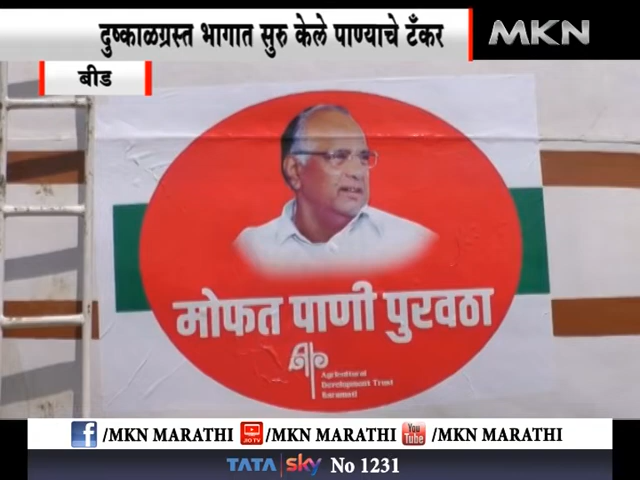 दुष्काळग्रस्त भागात सुरु केले पाण्याचे टँकर
MKN
बीड
मोफत पाणी पुरवठा
Agricultural
Development Trust
Baramati
/MKN MARATHI
JIO TV
/MKN MARATHI
You Tube
/MKN MARATHI
TATA sky No 1231